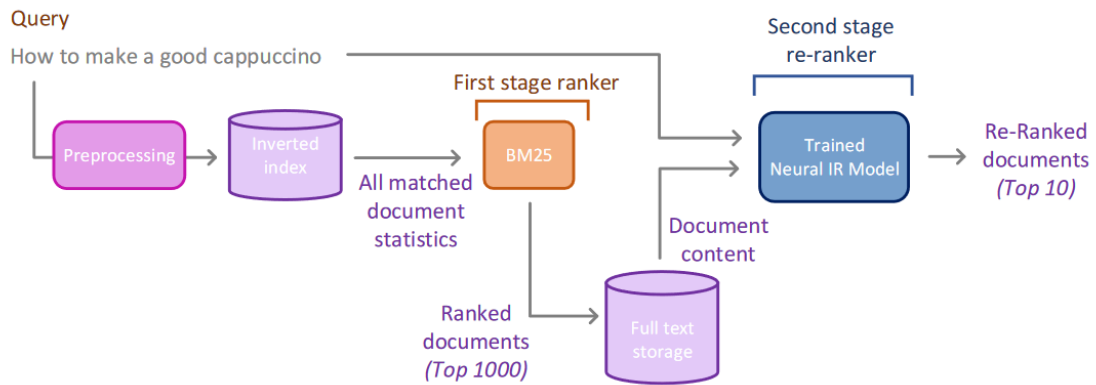 Query
How to make a good cappuccino
Second stage
re-ranker
First stage ranker
Preprocessing
Inverted
index
BM25
Trained
Neural IR Model
Re-Ranked
documents
(Top 10)
All matched
document
statistics
Document
content
Ranked
documents
(Top 1000)
Full text
storage